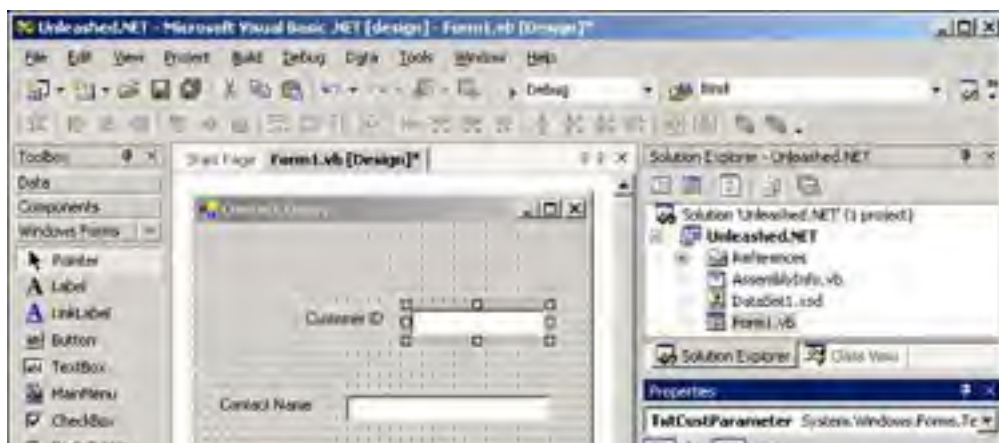 Unleashed.NET - Microsoft Visual Basic .NET [design] - Form1.vb [Design]*
File Edit View Project Build Debug Data Tools Window Help
Debug
Toolbox
Start Page Form1.vb [Design]*
Solution Explorer - Unleashed.NET
Data
Components
Windows Forms
Pointer
Label
LinkLabel
Button
TextBox
MainMenu
CheckBox
Customer ID
Contact Name
Solution 'Unleashed.NET' (1 project)
Unleashed.NET
References
AssemblyInfo.vb
DataSet1.xsd
Form1.vb
Solution Explorer Class View
Properties
TxtCustParameter System.Windows.Forms.Te